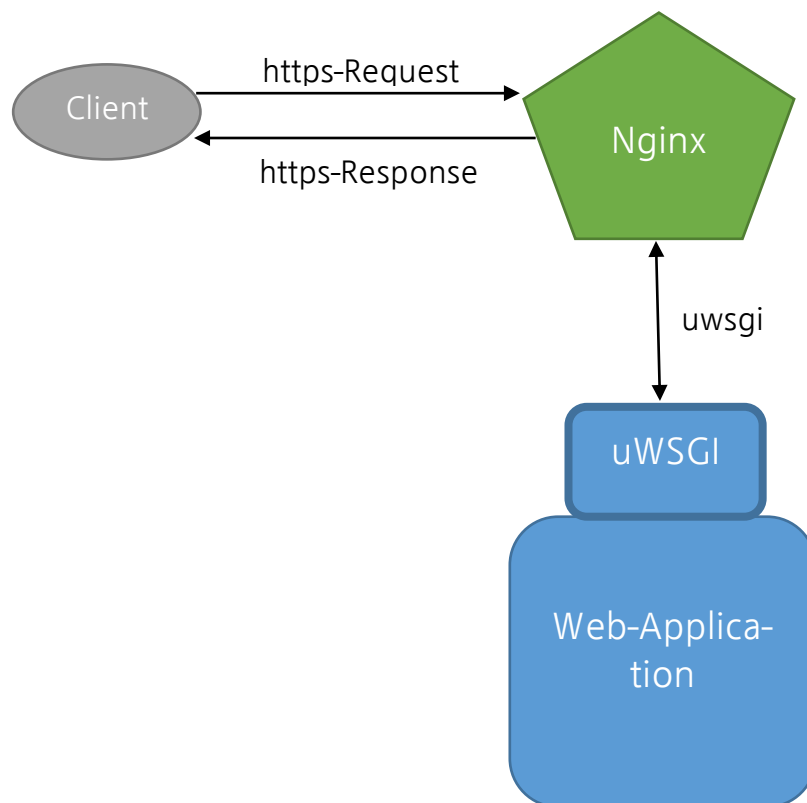 https-Request
Client
Nginx
https-Response
uwsgi
uWSGI
Web-Applica-
tion